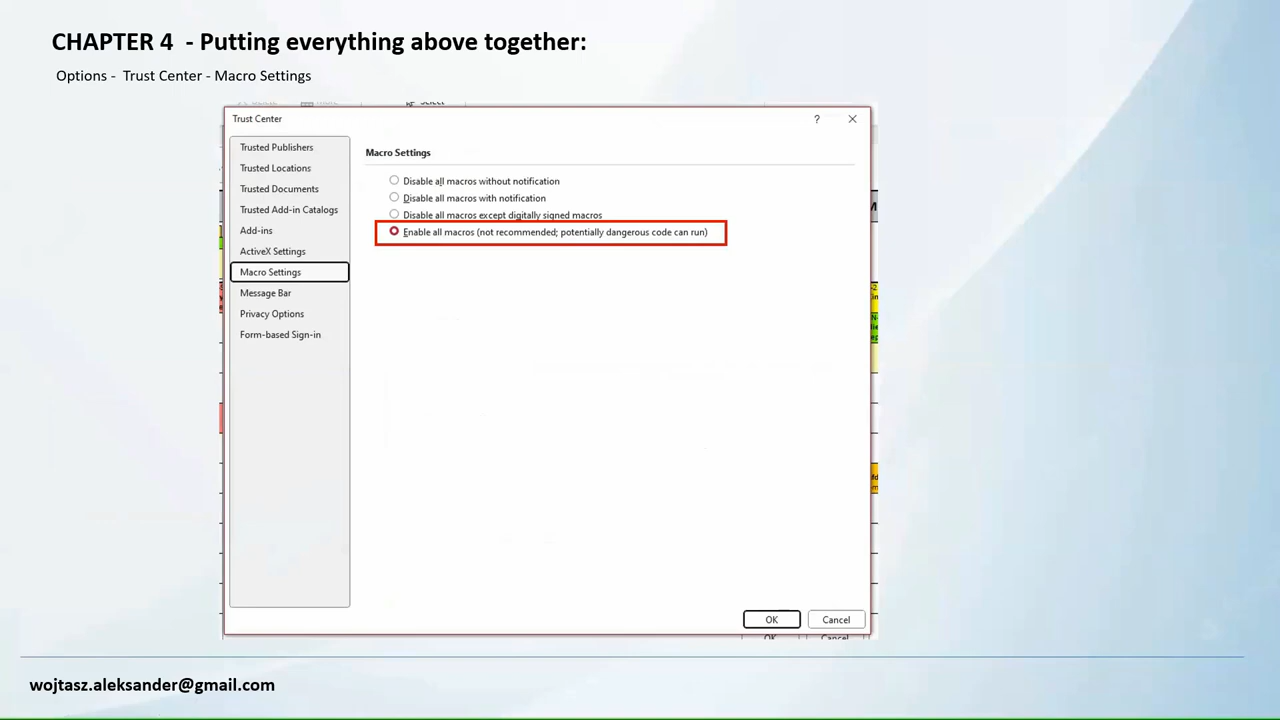 CHAPTER 4 - Putting everything above together:
Options - Trust Center - Macro Settings
Select
Trust Center
?
Trusted Publishers
Trusted Locations
Trusted Documents
Trusted Add-in Catalogs
Add-ins
ActiveX Settings
Macro Settings
Message Bar
Privacy Options
Form-based Sign-in
Macro Settings
Disable all macros without notification
Disable all macros with notification
Disable all macros except digitally signed macros
Enable all macros (not recommended; potentially dangerous code can run)
OK
Cancel
OK
Cancel
wojtasz.aleksander@gmail.com